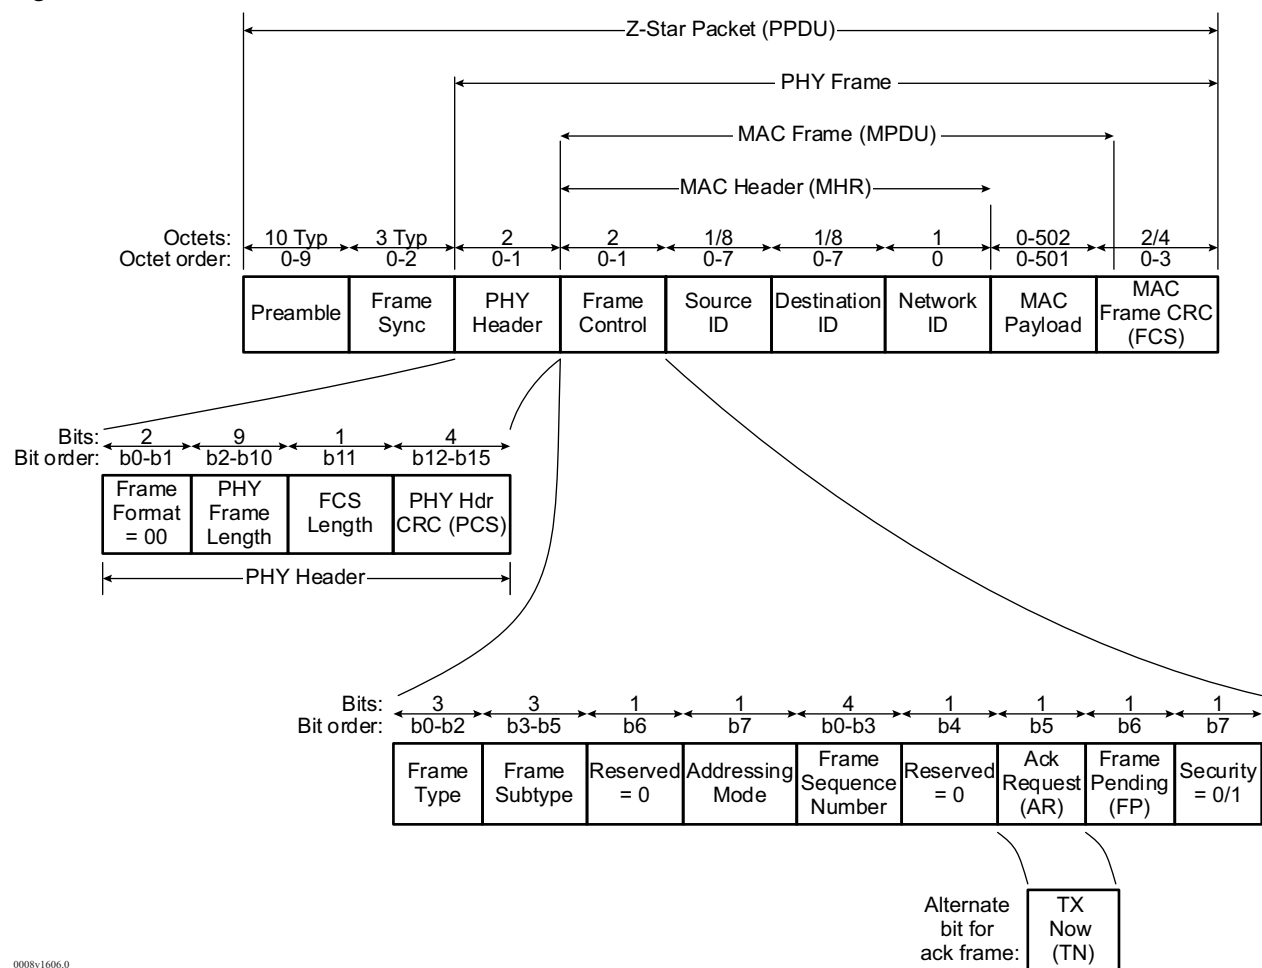 Z-Star Packet (PPDU)
PHY Frame
MAC Frame (MPDU)
MAC Header (MHR)
Octets: 10 Typ 3 Typ 2 2 1/8 1/8 1 0-502 2/4
Octet order: 0-9 0-2 0-1 0-1 0-7 0-7 0 0-501 0-3
Preamble
Frame
Sync
PHY
Header
Frame
Control
Source
ID
Destination
ID
Network
ID
MAC
Payload
MAC
Frame CRC
(FCS)
Bits: 2 9 1 4
Bit order: b0-b1 b2-b10 b11 b12-b15
Frame
Format
= 00
PHY
Frame
Length
FCS
Length
PHY Hdr
CRC (PCS)
PHY Header
Bits: 3 3 1 1 4 1 1 1 1
Bit order: b0-b2 b3-b5 b6 b7 b0-b3 b4 b5 b6 b7
Frame
Type
Frame
Subtype
Reserved
= 0
Addressing
Mode
Frame
Sequence
Number
Reserved
= 0
Ack
Request
(AR)
Frame
Pending
(FP)
Security
= 0/1
Alternate
bit for
ack frame:
TX
Now
(TN)
0008v1606.0